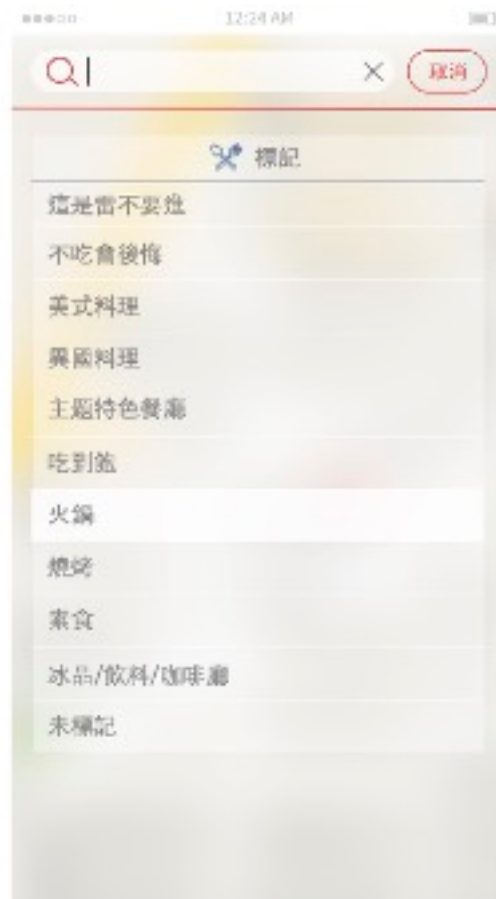 12:24 AM
取消
標記
這是雷不要進
不吃會後悔
美式料理
異國料理
主題特色餐廳
吃到飽
火鍋
燒烤
素食
冰品/飲料/咖啡廳
未標記